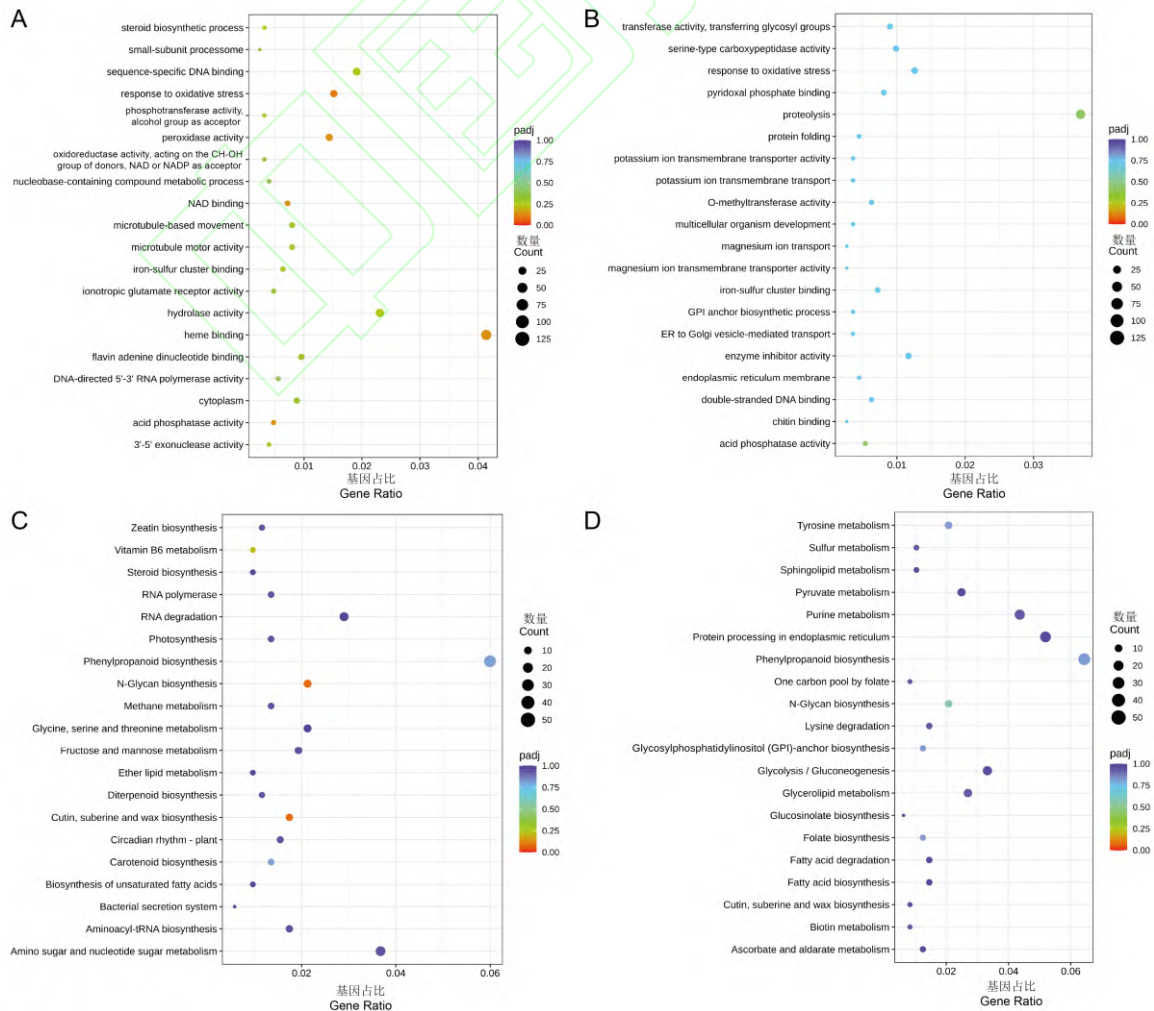 A
steroid biosynthetic process
small-subunit processome
sequence-specific DNA binding
response to oxidative stress
phosphotransferase activity,
alcohol group as acceptor
peroxidase activity
oxidoreductase activity, acting on the CH-OH
group of donors, NAD or NADP as acceptor
nucleobase-containing compound metabolic process
NAD binding
microtubule-based movement
microtubule motor activity
iron-sulfur cluster binding
ionotropic glutamate receptor activity
hydrolase activity
heme binding
flavin adenine dinucleotide binding
DNA-directed 5'-3' RNA polymerase activity
cytoplasm
acid phosphatase activity
3'-5' exonuclease activity
0.01 0.02 0.03 0.04
基因占比
Gene Ratio
padj
1.00
0.75
0.50
0.25
0.00
数量
Count
25
50
75
100
125
B
transferase activity, transferring glycosyl groups
serine-type carboxypeptidase activity
response to oxidative stress
pyridoxal phosphate binding
proteolysis
protein folding
potassium ion transmembrane transporter activity
potassium ion transmembrane transport
O-methyltransferase activity
multicellular organism development
magnesium ion transport
magnesium ion transmembrane transporter activity
iron-sulfur cluster binding
GPI anchor biosynthetic process
ER to Golgi vesicle-mediated transport
enzyme inhibitor activity
endoplasmic reticulum membrane
double-stranded DNA binding
chitin binding
acid phosphatase activity
0.01 0.02 0.03
基因占比
Gene Ratio
padj
1.00
0.75
0.50
0.25
0.00
数量
Count
25
50
75
100
125
C
Zeatin biosynthesis
Vitamin B6 metabolism
Steroid biosynthesis
RNA polymerase
RNA degradation
Photosynthesis
Phenylpropanoid biosynthesis
N-Glycan biosynthesis
Methane metabolism
Glycine, serine and threonine metabolism
Fructose and mannose metabolism
Ether lipid metabolism
Diterpenoid biosynthesis
Cutin, suberine and wax biosynthesis
Circadian rhythm - plant
Carotenoid biosynthesis
Biosynthesis of unsaturated fatty acids
Bacterial secretion system
Aminoacyl-tRNA biosynthesis
Amino sugar and nucleotide sugar metabolism
0.02 0.04 0.06
基因占比
Gene Ratio
数量
Count
10
20
30
40
50
padj
1.00
0.75
0.50
0.25
0.00
D
Tyrosine metabolism
Sulfur metabolism
Sphingolipid metabolism
Pyruvate metabolism
Purine metabolism
Protein processing in endoplasmic reticulum
Phenylpropanoid biosynthesis
One carbon pool by folate
N-Glycan biosynthesis
Lysine degradation
Glycosylphosphatidylinositol (GPI)-anchor biosynthesis
Glycolysis / Gluconeogenesis
Glycerolipid metabolism
Glucosinolate biosynthesis
Folate biosynthesis
Fatty acid degradation
Fatty acid biosynthesis
Cutin, suberine and wax biosynthesis
Biotin metabolism
Ascorbate and aldarate metabolism
0.02 0.04 0.06
基因占比
Gene Ratio
数量
Count
10
20
30
40
50
padj
1.00
0.75
0.50
0.25
0.00